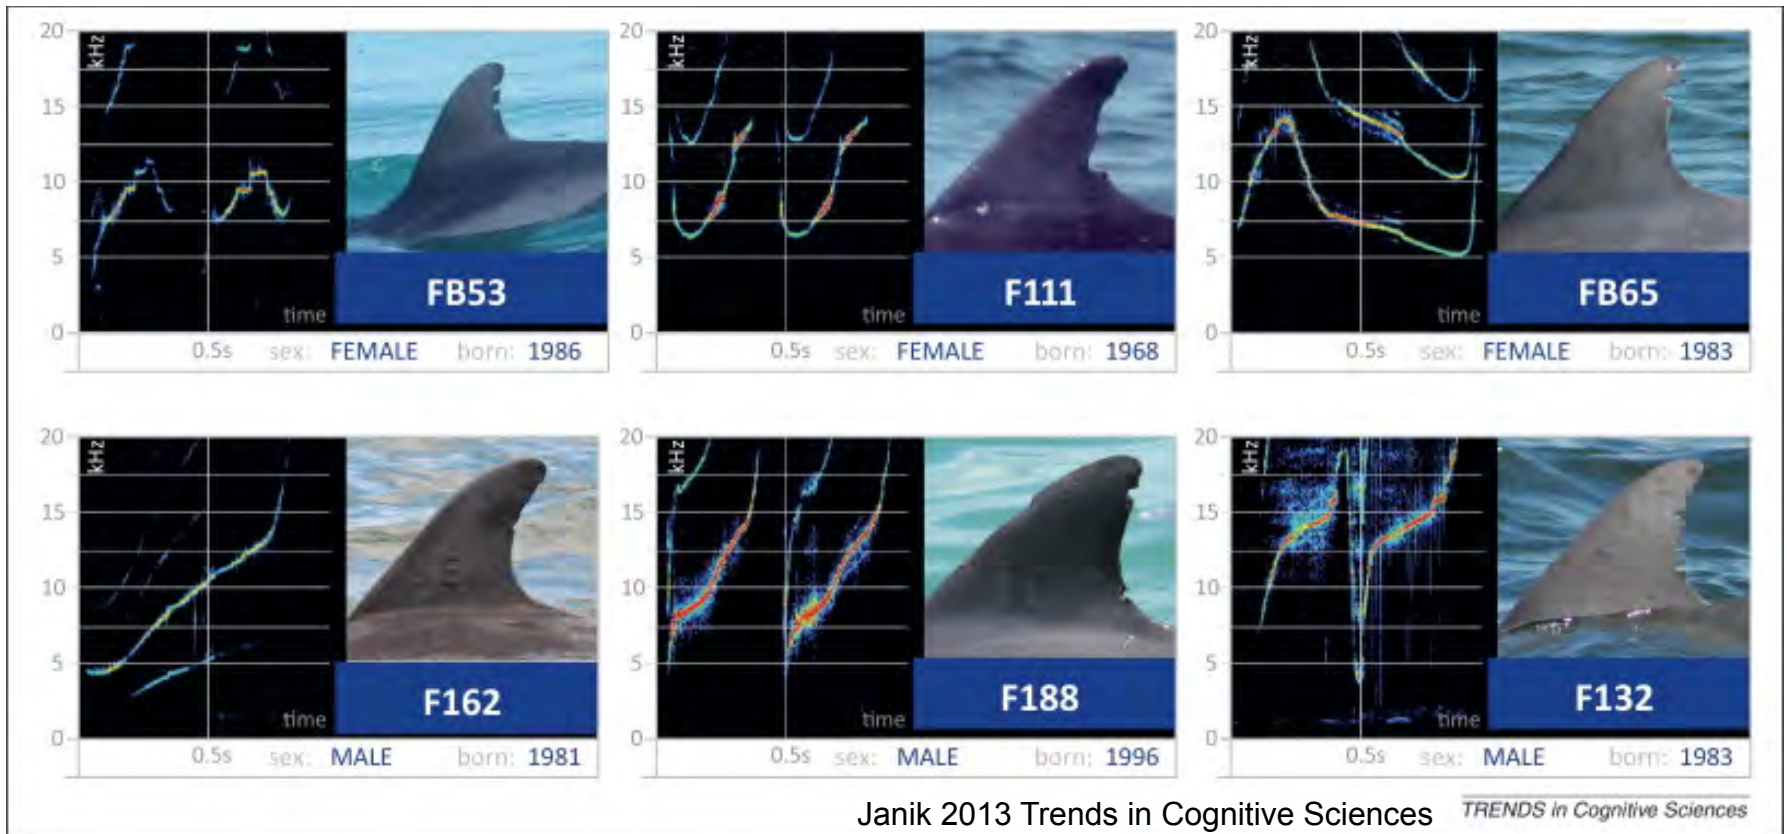 20
kHz
15
10
5
0
time
FB53
0.5s sex: FEMALE born: 1986
20
kHz
15
10
5
0
time
F111
0.5s sex: FEMALE born: 1968
20
kHz
15
10
5
0
time
FB65
0.5s sex: FEMALE born: 1983
20
kHz
15
10
5
0
time
F162
0.5s sex: MALE born: 1981
20
kHz
15
10
5
0
time
F188
0.5s sex: MALE born: 1996
20
kHz
15
10
5
0
time
F132
0.5s sex: MALE born: 1983
Janik 2013 Trends in Cognitive Sciences
TRENDS in Cognitive Sciences